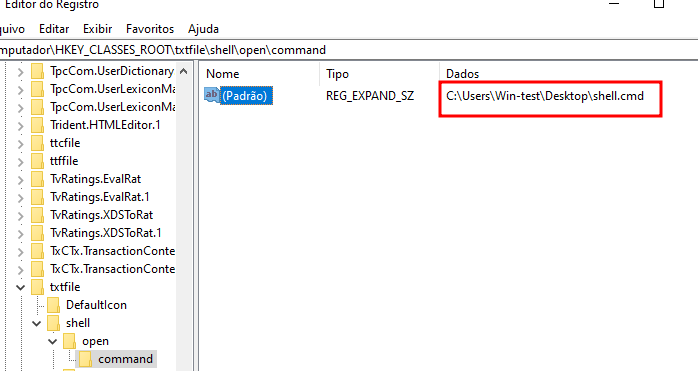 Editor do Registro
quivo Editar Exibir Favoritos Ajuda
mputador\HKEY_CLASSES_ROOT\txtfile\shell\open\command
TpcCom.UserDictionary
TpcCom.UserLexiconMa
TpcCom.UserLexiconMa
Trident.HTMLEditor.1
ttcfile
ttffile
TvRatings.EvalRat
TvRatings.EvalRat.1
TvRatings.XDSToRat
TvRatings.XDSToRat.1
TxCTx.TransactionConte
TxCTx.TransactionConte
txtfile
DefaultIcon
shell
open
command
Nome Tipo Dados
ab (Padrão) REG_EXPAND_SZ C:\Users\Win-test\Desktop\shell.cmd